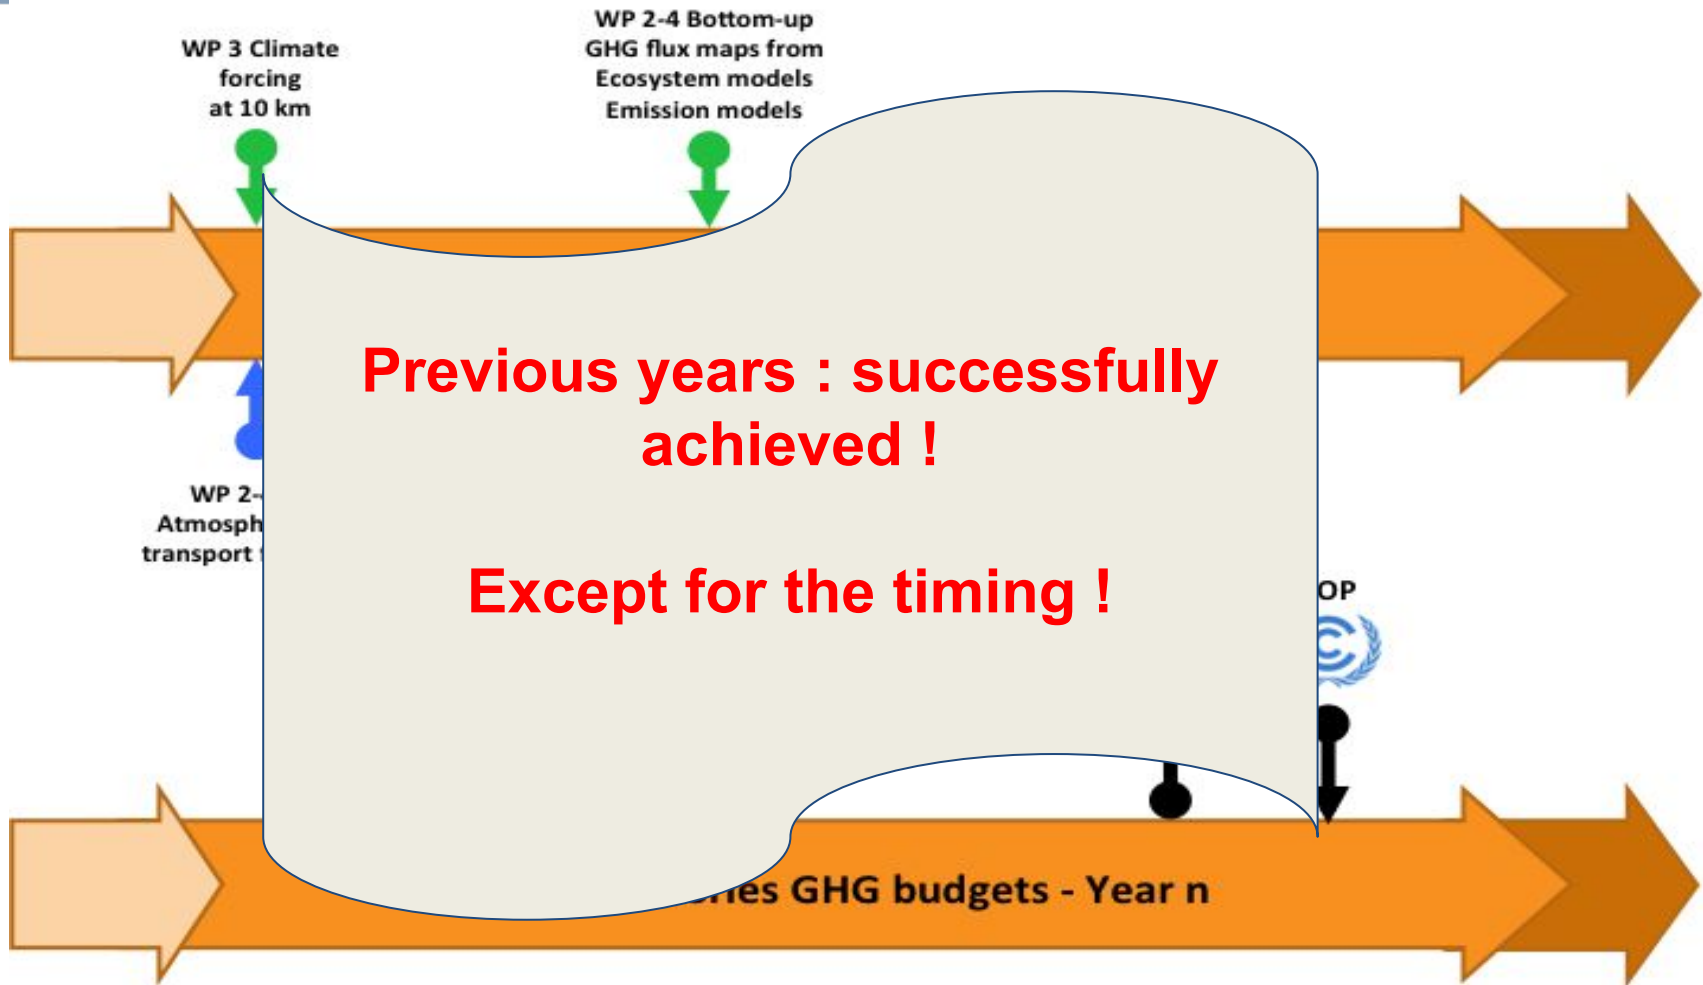 WP 3 Climate
forcing
at 10 km
WP 2-4 Bottom-up
GHG flux maps from
Ecosystem models
Emission models
Previous years : successfully
achieved !
Except for the timing !
WP 2-
Atmosph
transport
OP
GHG budgets - Year n